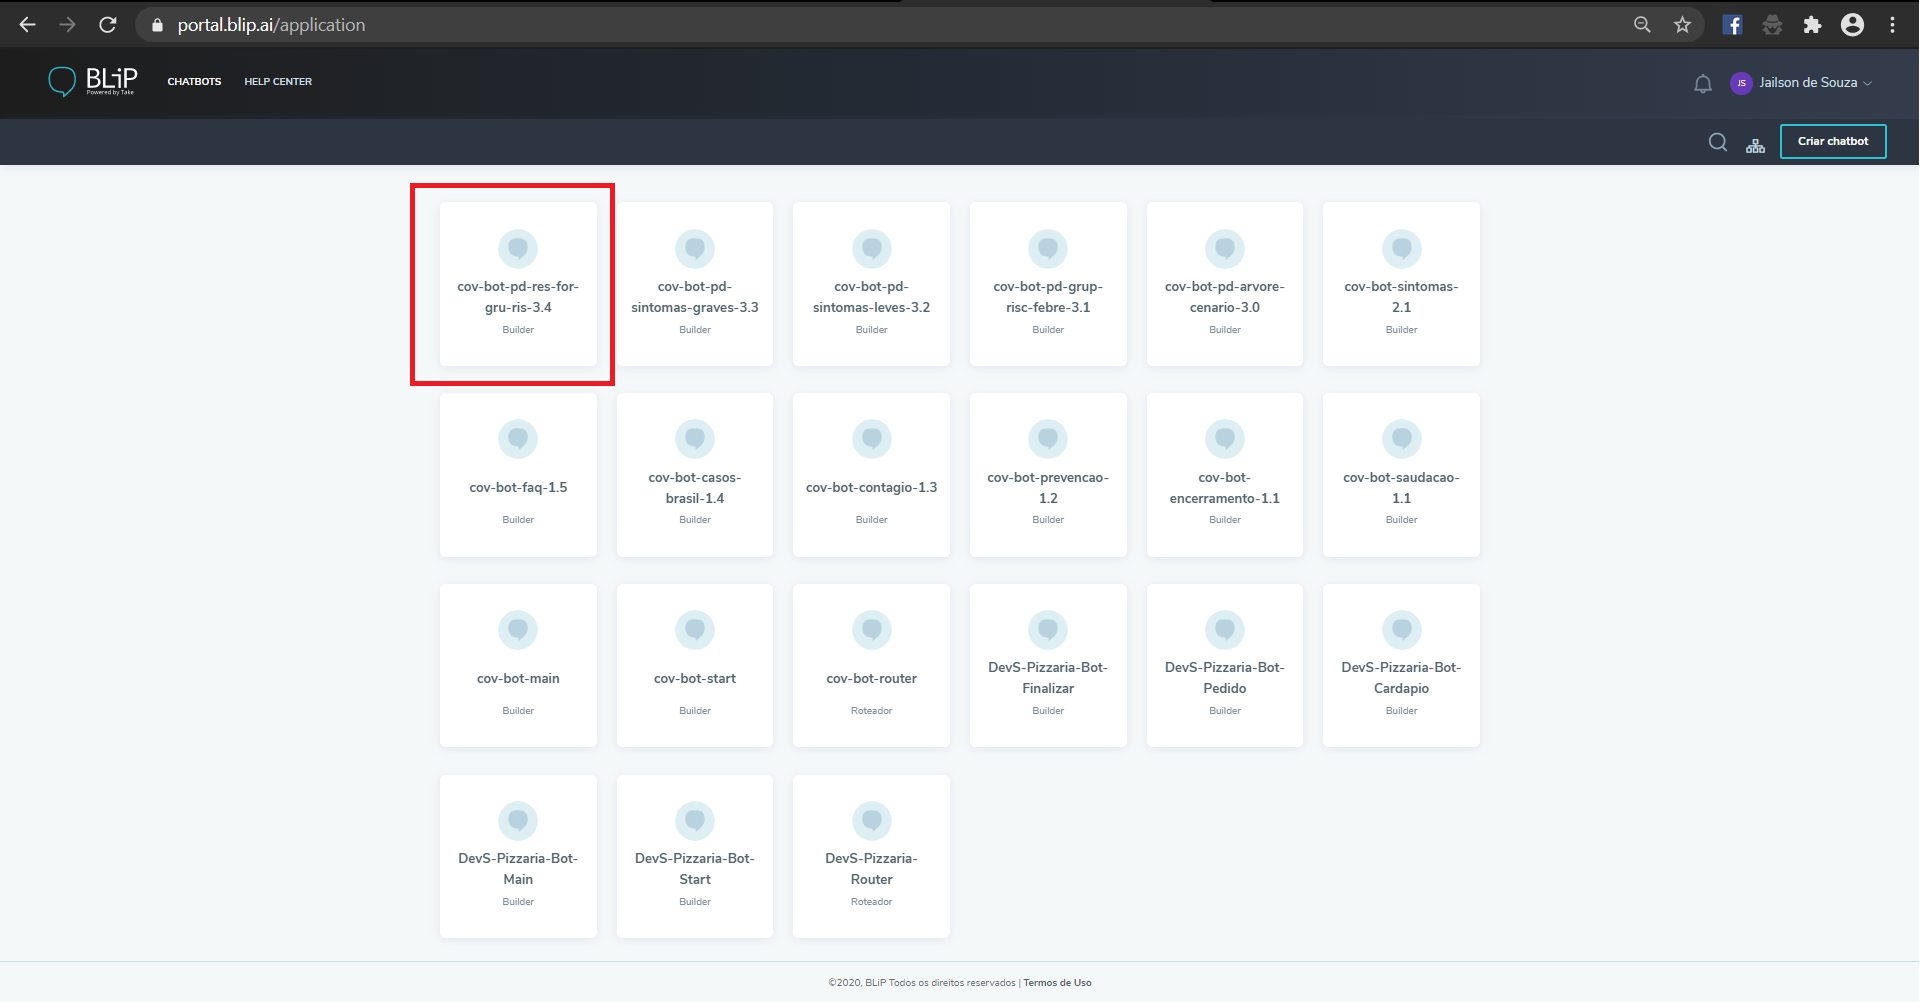 portal.blip.ai/application
BLiP
Powered by Take
CHATBOTS
HELP CENTER
JS
Jailson de Souza
Criar chatbot
cov-bot-pd-res-for-
gru-ris-3.4
Builder
cov-bot-pd-
sintomas-graves-3.3
Builder
cov-bot-pd-
sintomas-leves-3.2
Builder
cov-bot-pd-grup-
risc-febre-3.1
Builder
cov-bot-pd-arvore-
cenario-3.0
Builder
cov-bot-sintomas-
2.1
Builder
cov-bot-faq-1.5
Builder
cov-bot-casos-
brasil-1.4
Builder
cov-bot-contagio-1.3
Builder
cov-bot-prevencao-
1.2
Builder
cov-bot-
encerramento-1.1
Builder
cov-bot-saudacao-
1.1
Builder
cov-bot-main
Builder
cov-bot-start
Builder
cov-bot-router
Roteador
DevS-Pizzaria-Bot-
Finalizar
Builder
DevS-Pizzaria-Bot-
Pedido
Builder
DevS-Pizzaria-Bot-
Cardapio
Builder
DevS-Pizzaria-Bot-
Main
Builder
DevS-Pizzaria-Bot-
Start
Builder
DevS-Pizzaria-
Router
Roteador
©2020, BLiP Todos os direitos reservados | Termos de Uso